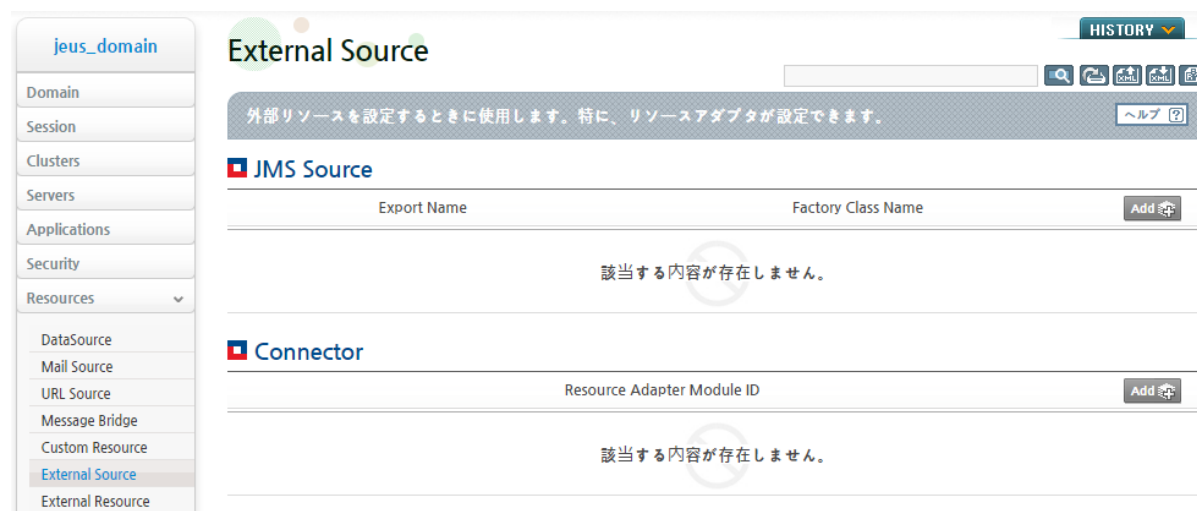 jeus_domain
Domain
Session
Clusters
Servers
Applications
Security
Resources
DataSource
Mail Source
URL Source
Message Bridge
Custom Resource
External Source
External Resource
HISTORY
External Source
XML XML
外部リソースを設定するときに使用します。特に、リソースアダプタが設定できます。
ヘルプ ?
JMS Source
Export Name Factory Class Name Add
該当する内容が存在しません。
Connector
Resource Adapter Module ID Add
該当する内容が存在しません。